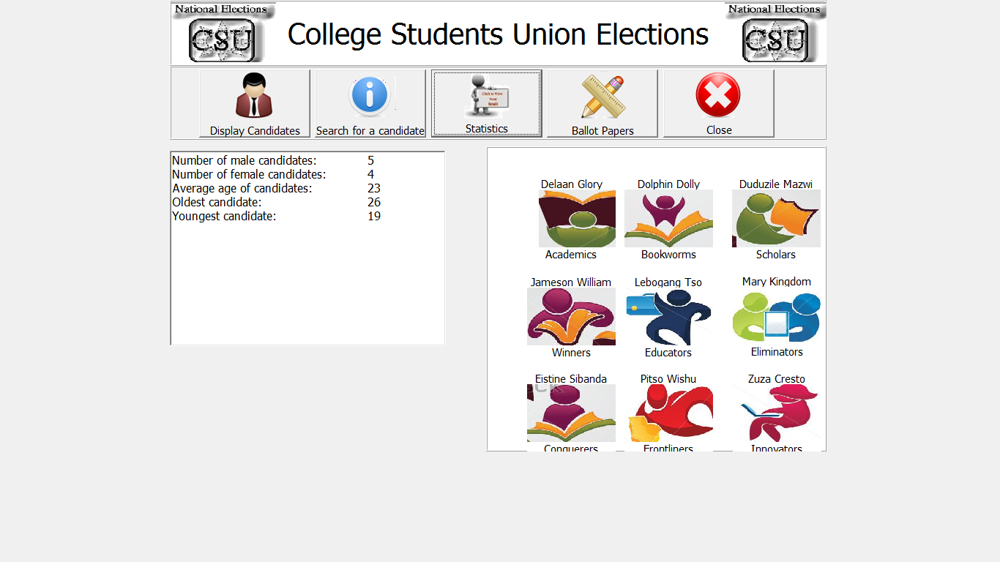 National Elections
CSU
College Students Union Elections
National Elections
CSU
Display Candidates
Search for a candidate
Click to View
Your
Result
Statistics
Ballot Papers
Close
Number of male candidates: 5
Number of female candidates: 4
Average age of candidates: 23
Oldest candidate: 26
Youngest candidate: 19
Delaan Glory Dolphin Dolly Duduzile Mazwi
Academics Bookworms Scholars
Jameson William Lebogang Tso Mary Kingdom
Winners Educators Eliminators
Eistine Sibanda Pitso Wishu Zuza Cresto
Conquerers Frontliners Innovators